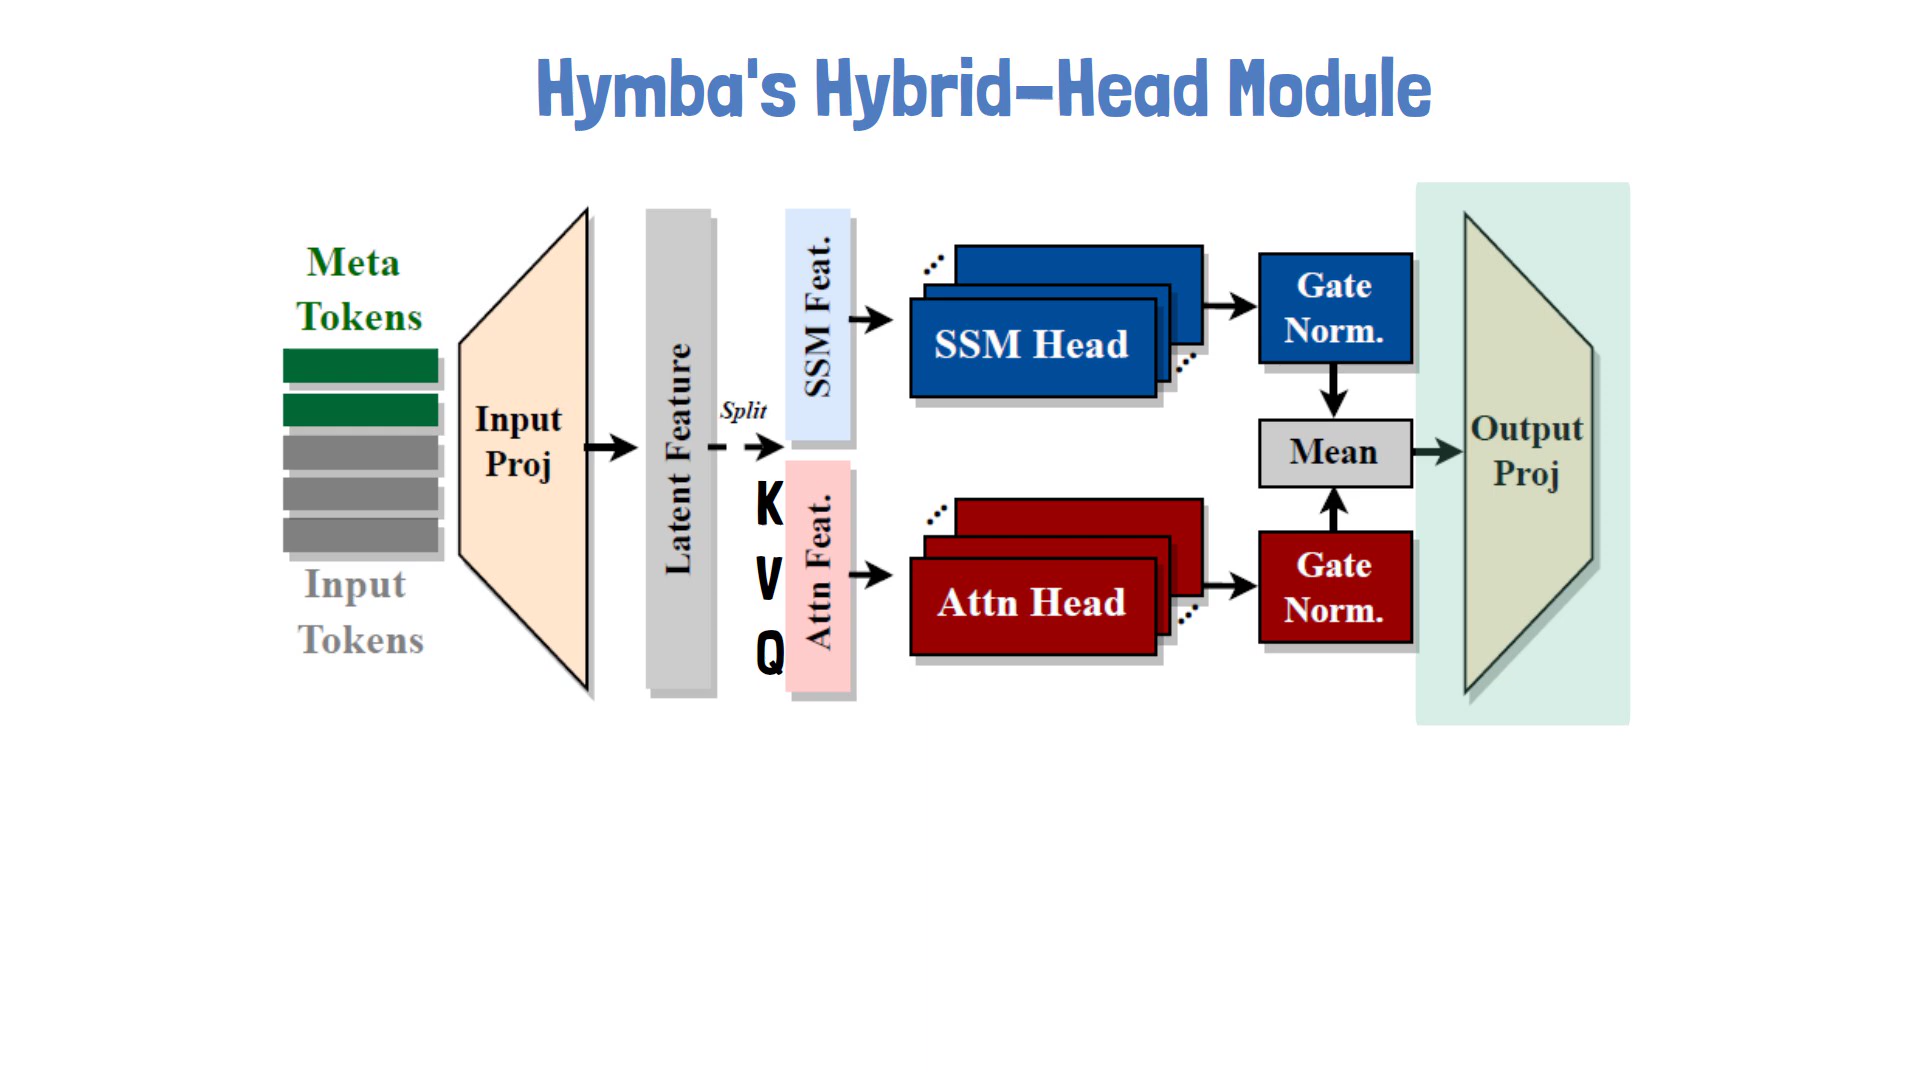 Hymba's Hybrid-Head Module
Meta
Tokens
Input
Tokens
Input
Proj
Latent Feature
Split
K
V
Q
SSM Feat.
Attn Feat.
SSM Head
Attn Head
Gate
Norm.
Mean
Gate
Norm.
Output
Proj